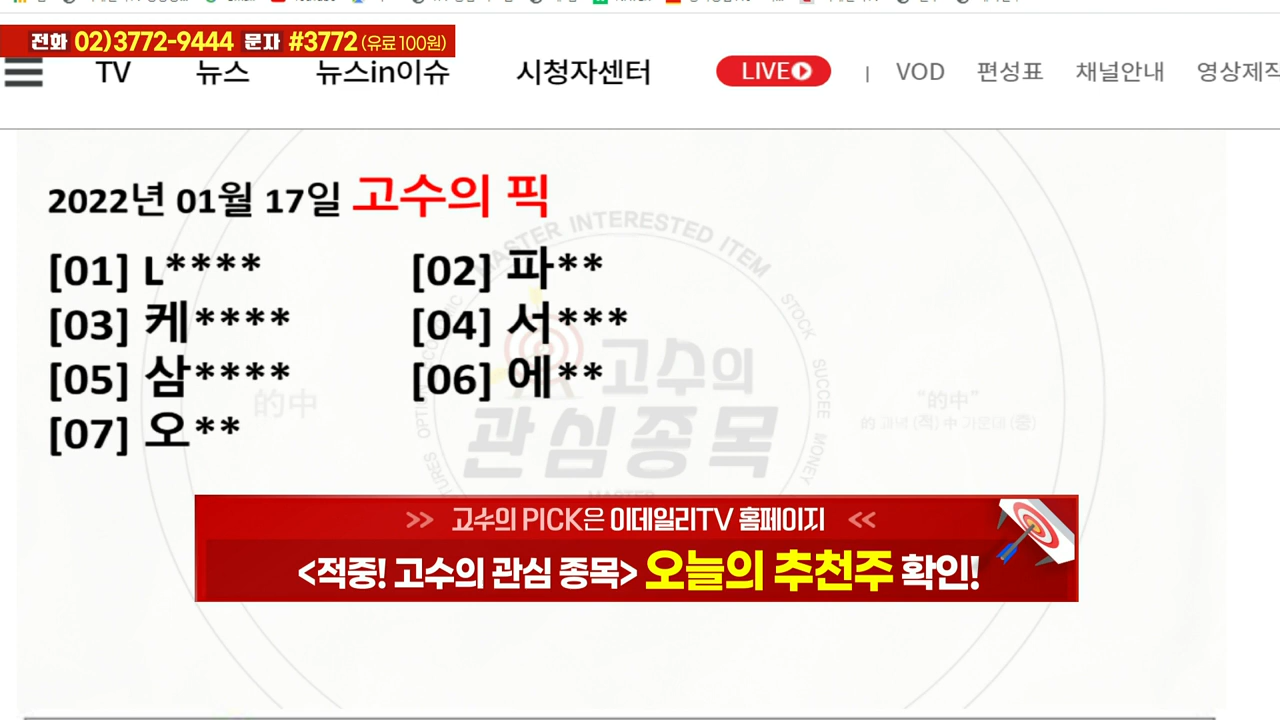 전화 02)3772-9444 문자 #3772 (유료 100원)
TV 뉴스 뉴스in이슈 시청자센터 LIVE | VOD 편성표 채널안내 영상제작
2022년 01월 17일 고수의 픽
MASTER INTERESTED ITEM
[01] L**** [02] 파**
[03] 케**** [04] 서***
[05] 삼**** [06] 에**
[07] 오**
STOCK SUCCEE MONEY
고수의
관심종목
的中
"的中"
>> 고수의 PICK은 이데일리TV 홈페이지 <<
<적중! 고수의 관심 종목> 오늘의 추천주 확인!